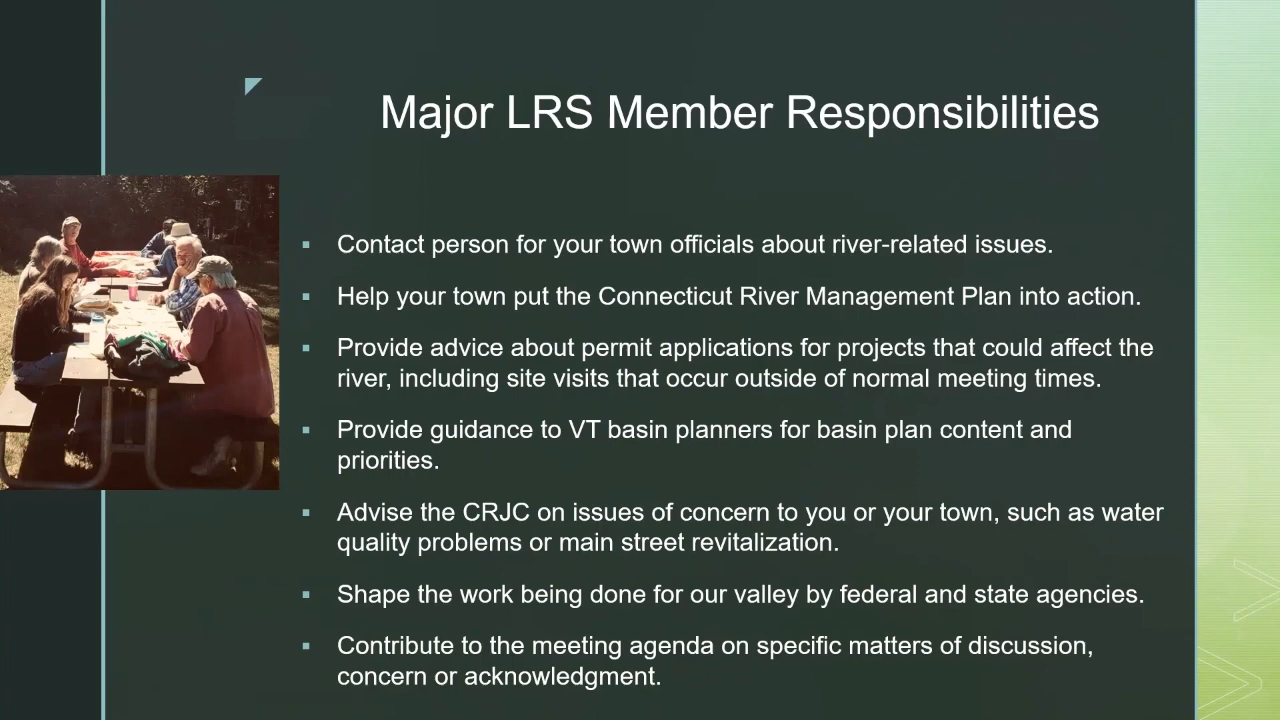 Major LRS Member Responsibilities
▪ Contact person for your town officials about river-related issues.
▪ Help your town put the Connecticut River Management Plan into action.
▪ Provide advice about permit applications for projects that could affect the
river, including site visits that occur outside of normal meeting times.
▪ Provide guidance to VT basin planners for basin plan content and
priorities.
▪ Advise the CRJC on issues of concern to you or your town, such as water
quality problems or main street revitalization.
▪ Shape the work being done for our valley by federal and state agencies.
▪ Contribute to the meeting agenda on specific matters of discussion,
concern or acknowledgment.